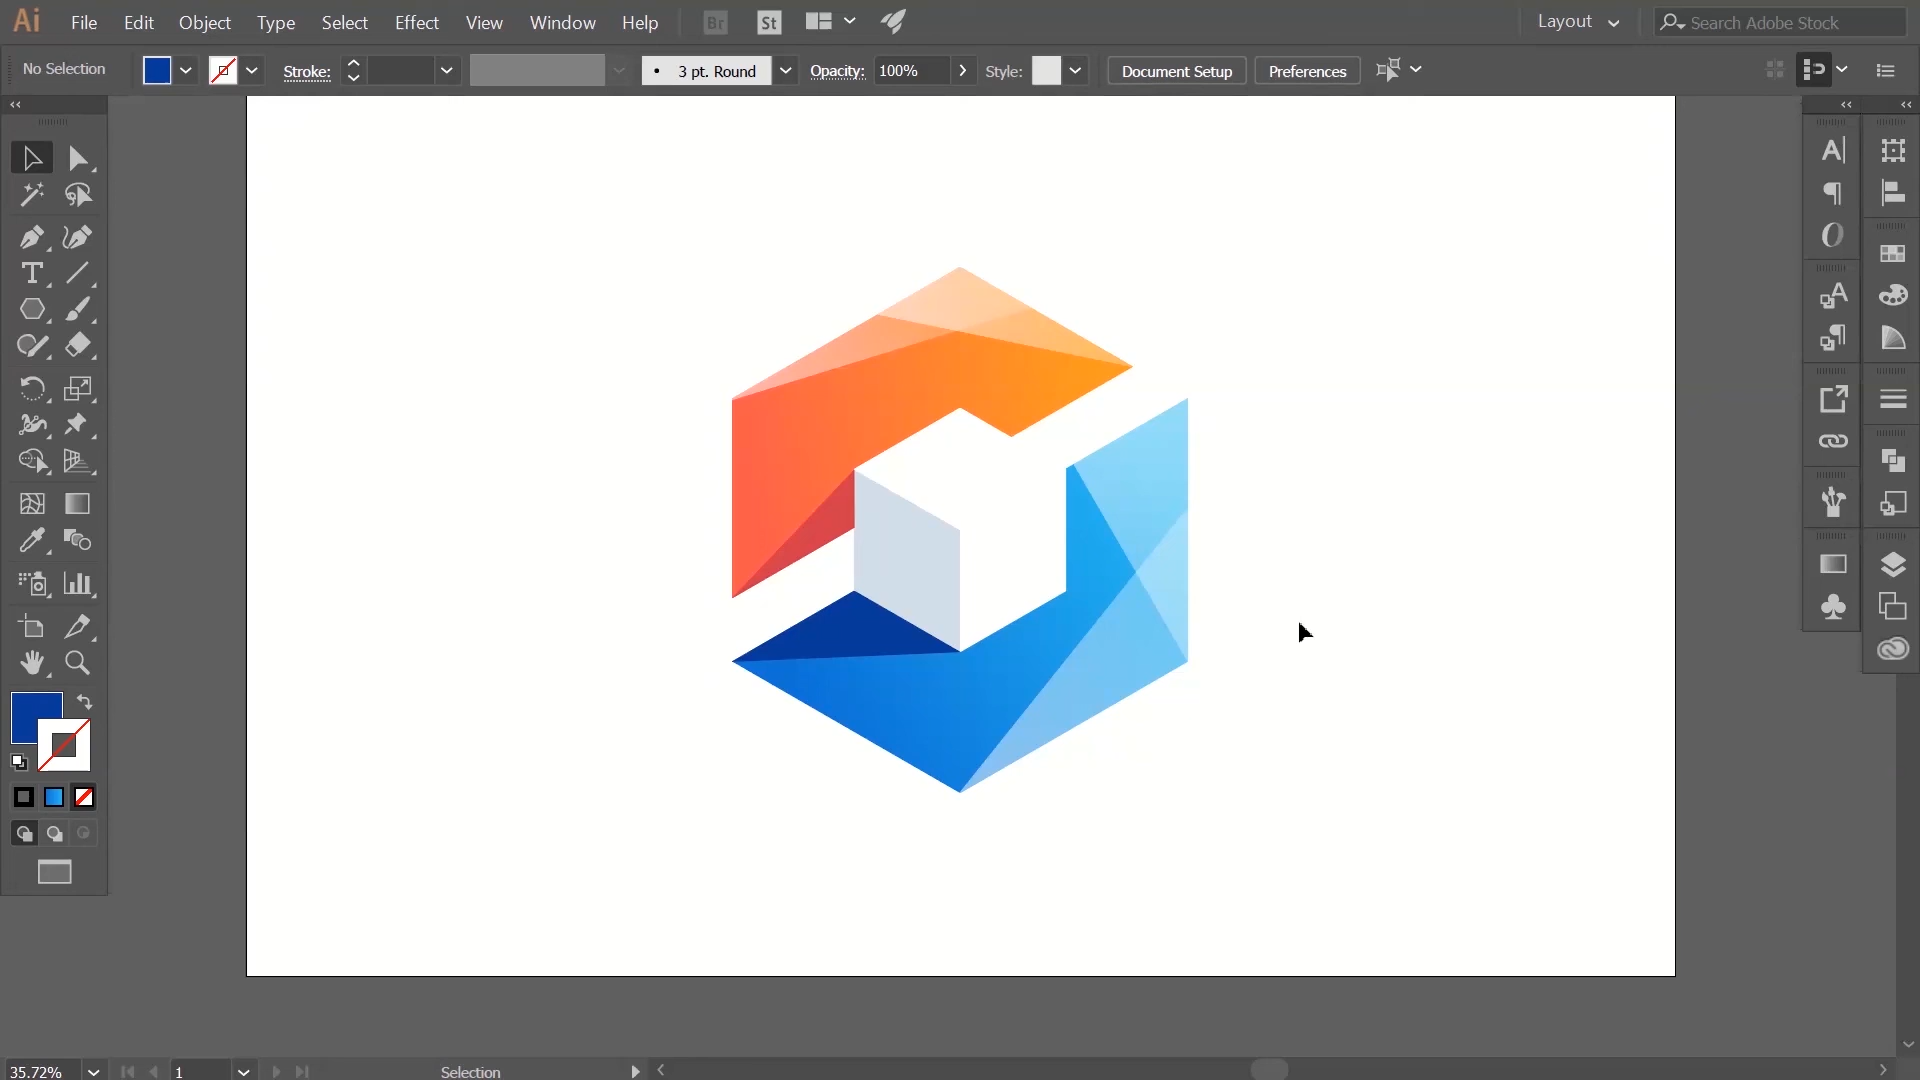 Ai File Edit Object Type Select Effect View Window Help Br St Layout Search Adobe Stock
No Selection Stroke: 3 pt. Round Opacity: 100% Style: Document Setup Preferences
35.72% 1 Selection